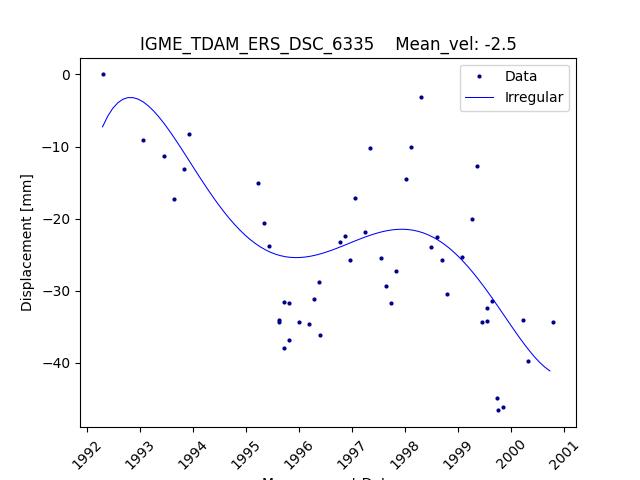 IGME_TDAM_ERS_DSC_6335    Mean_vel: -2.5
Data
Irregular
Displacement [mm]
0
−10
−20
−30
−40
1992 1993 1994 1995 1996 1997 1998 1999 2000 2001